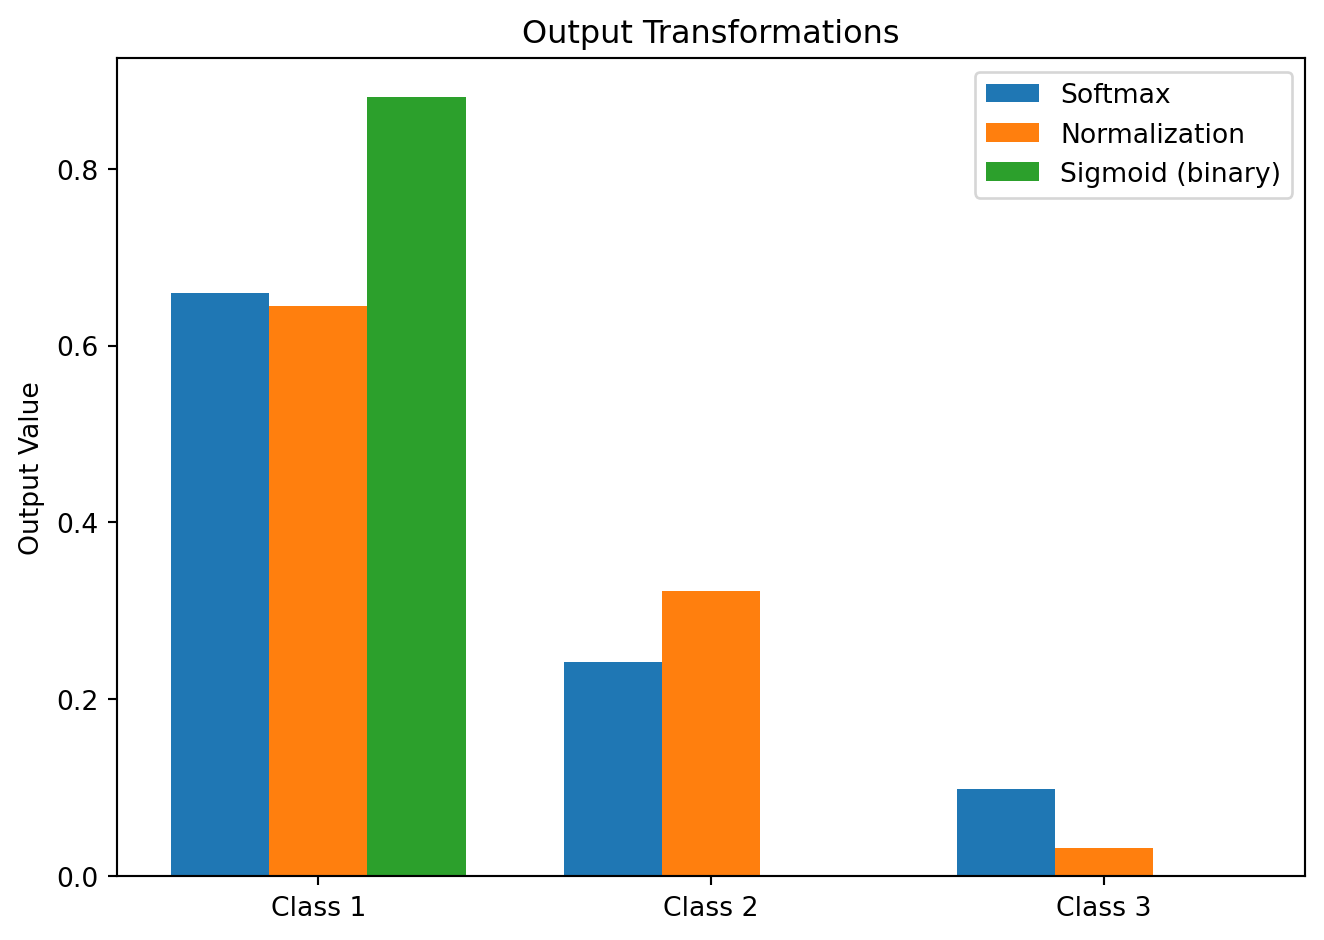 Output Transformations
Softmax
Normalization
Sigmoid (binary)
Output Value
0.8
0.6
0.4
0.2
0.0
Class 1
Class 2
Class 3